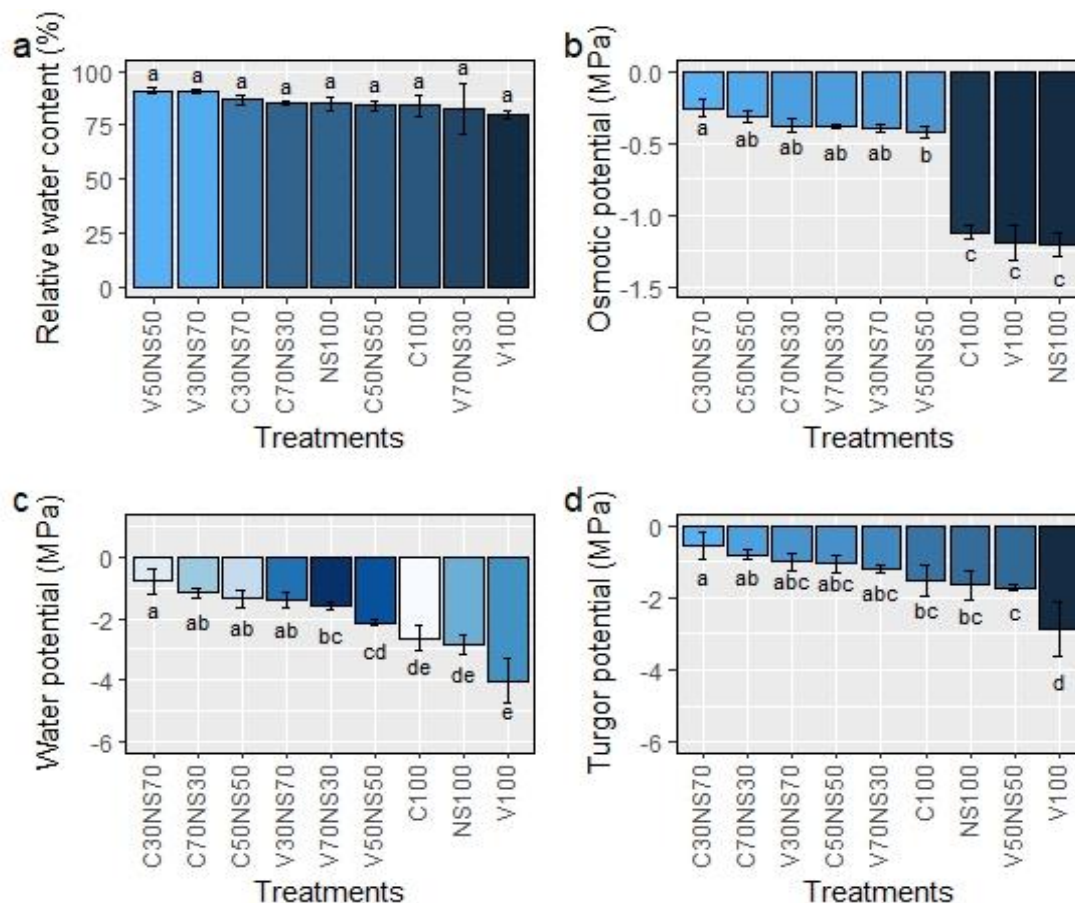 a
Relative water content (%)
100
75
50
25
0
a a a a a a a a a
V50NS50 V30NS70 C30NS70 C70NS30 NS100 C50NS50 C100 V70NS30 V100
Treatments
b
Osmotic potential (MPa)
0.0
-0.5
-1.0
-1.5
a ab ab ab ab b c c c
C30NS70 C50NS50 C70NS30 V70NS30 V30NS70 V50NS50 C100 V100 NS100
Treatments
c
Water potential (MPa)
0
-2
-4
-6
a ab ab ab bc cd de de e
C30NS70 C70NS30 C50NS50 V30NS70 V70NS30 V50NS50 C100 NS100 V100
Treatments
d
Turgor potential (MPa)
0
-2
-4
-6
a ab abc abc abc bc bc c d
C30NS70 C70NS30 V30NS70 C50NS50 V70NS30 C100 NS100 V50NS50 V100
Treatments